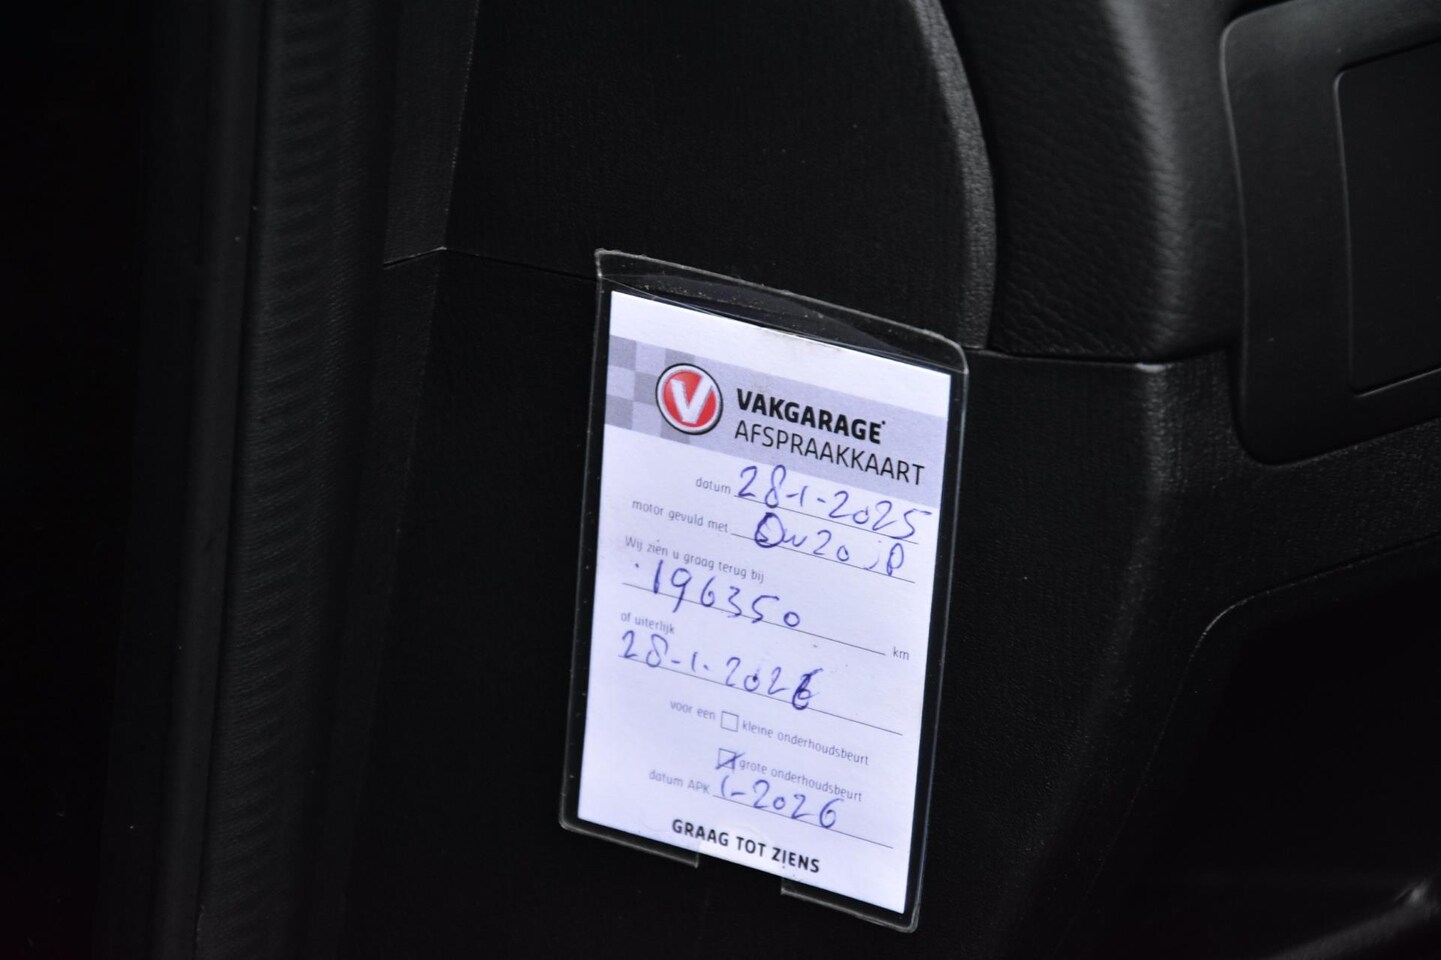 VAKGARAGE
AFSPRAAKKAART
datum 28-1-2025
motor gevuld met 0w20 jP
Wij zien u graag terug bij
196350 km
of uiterlijk
28-1-2026
voor een kleine onderhoudsbeurt
grote onderhoudsbeurt
datum APK 1-2026
GRAAG TOT ZIENS